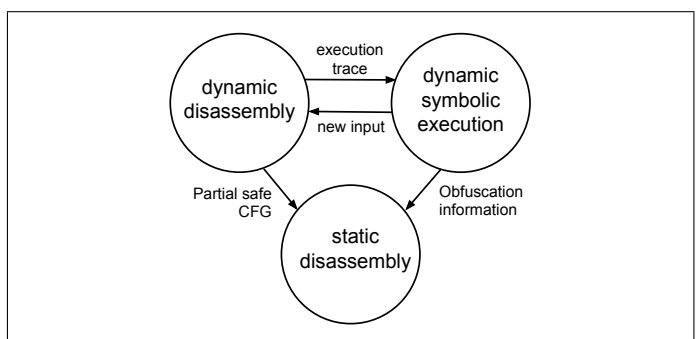 execution
trace
dynamic
disassembly
dynamic
symbolic
execution
new input
Partial safe
CFG
Obfuscation
information
static
disassembly